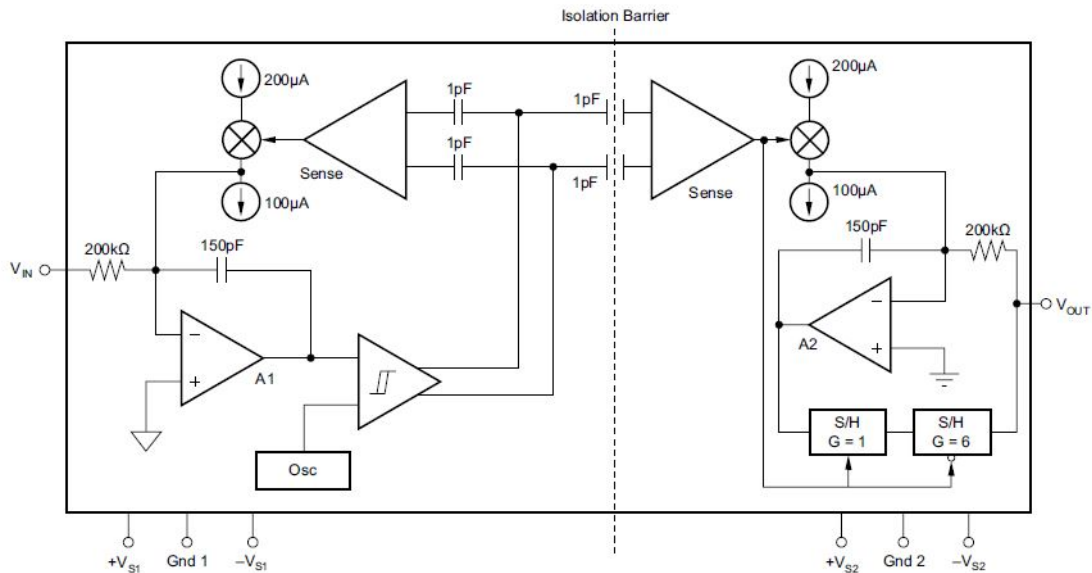 Isolation Barrier
200µA
1pF
1pF
200µA
1pF
1pF
Sense
Sense
100µA
100µA
150pF
150pF
200kΩ
200kΩ
V_IN
V_OUT
−
+
A1
−
+
A2
S/H
G = 1
S/H
G = 6
Osc
+V_S1
Gnd 1
−V_S1
+V_S2
Gnd 2
−V_S2